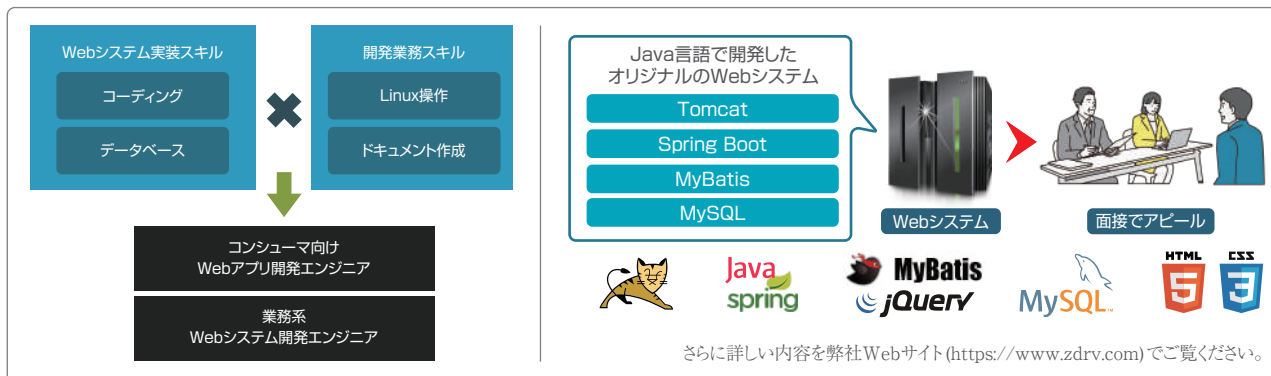 Webシステム実装スキル
コーディング
データベース
開発業務スキル
Linux操作
ドキュメント作成
コンシューマ向け
Webアプリ開発エンジニア
業務系
Webシステム開発エンジニア
Java言語で開発した
オリジナルのWebシステム
Tomcat
Spring Boot
MyBatis
MySQL
Webシステム
面接でアピール
Java
spring
MyBatis
jQuery
MySQL™
HTML
5
CSS
3
さらに詳しい内容を弊社Webサイト(https://www.zdrv.com)でご覧ください。